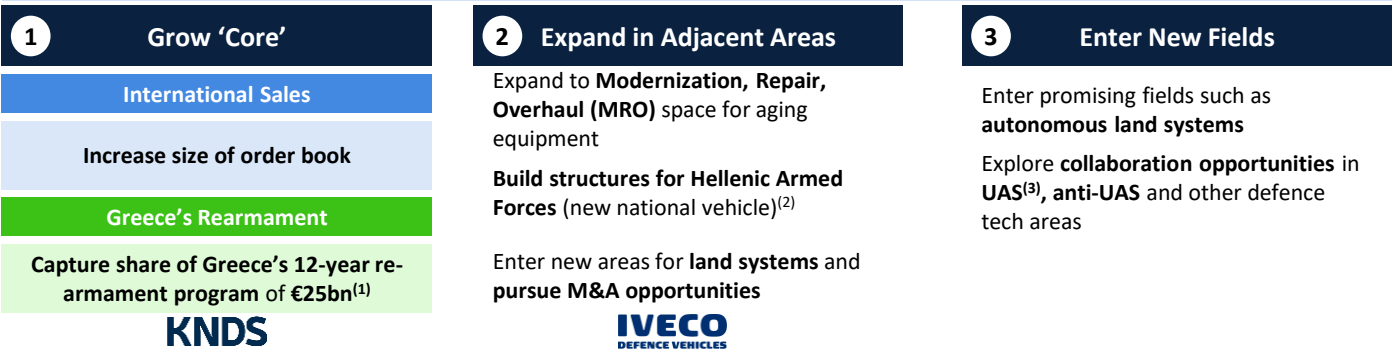 1 Grow ‘Core’
International Sales
Increase size of order book
Greece’s Rearmament
Capture share of Greece’s 12-year re-
armament program of €25bn(1)
KNDS
2 Expand in Adjacent Areas
Expand to Modernization, Repair,
Overhaul (MRO) space for aging
equipment
Build structures for Hellenic Armed
Forces (new national vehicle)(2)
Enter new areas for land systems and
pursue M&A opportunities
IVECO
DEFENCE VEHICLES
3 Enter New Fields
Enter promising fields such as
autonomous land systems
Explore collaboration opportunities in
UAS(3), anti-UAS and other defence
tech areas